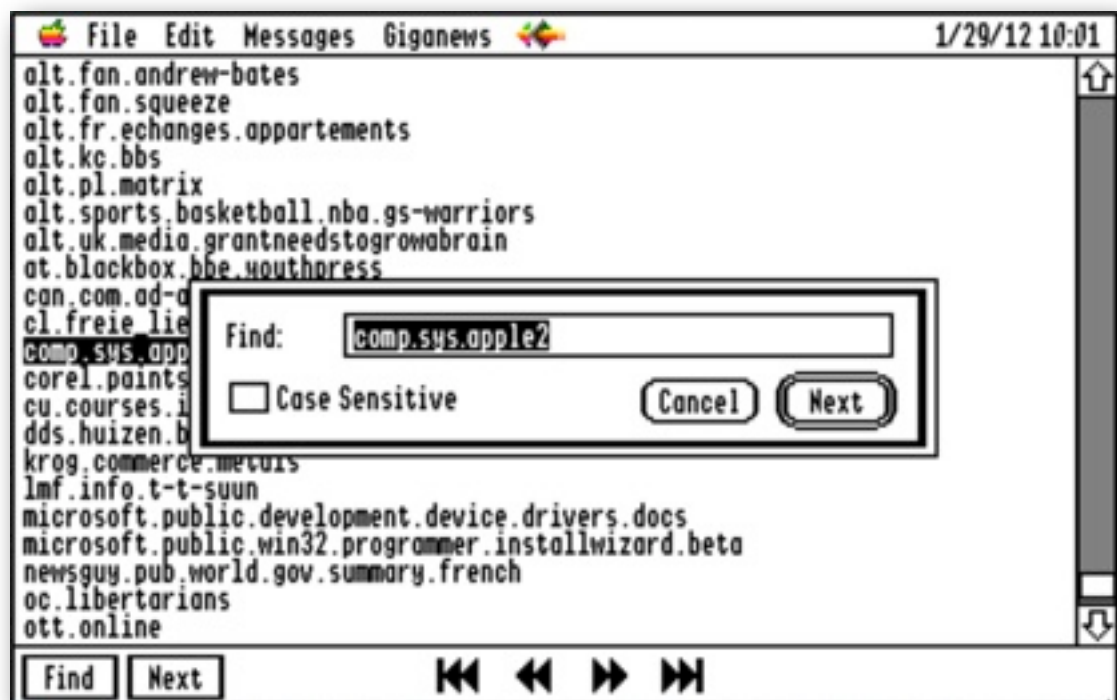 File Edit Messages Giganews 1/29/12 10:01
alt.fan.andrew-bates
alt.fan.squeeze
alt.fr.echanges.appartements
alt.kc.bbs
alt.pl.matrix
alt.sports.basketball.nba.gs-warriors
alt.uk.media.grantneedstogrowabrain
at.blackbox.bbe.youthpress
can.com.ad-a
cl.freie_lie
comp.sys.app
corel.paints
cu.courses.i
dds.huizen.b
krog.commerce.metals
lmf.info.t-t-suun
microsoft.public.development.device.drivers.docs
microsoft.public.win32.programmer.installwizard.beta
newsguy.pub.world.gov.summary.french
oc.libertarians
ott.online
Find: comp.sys.apple2
Case Sensitive Cancel Next
Find Next